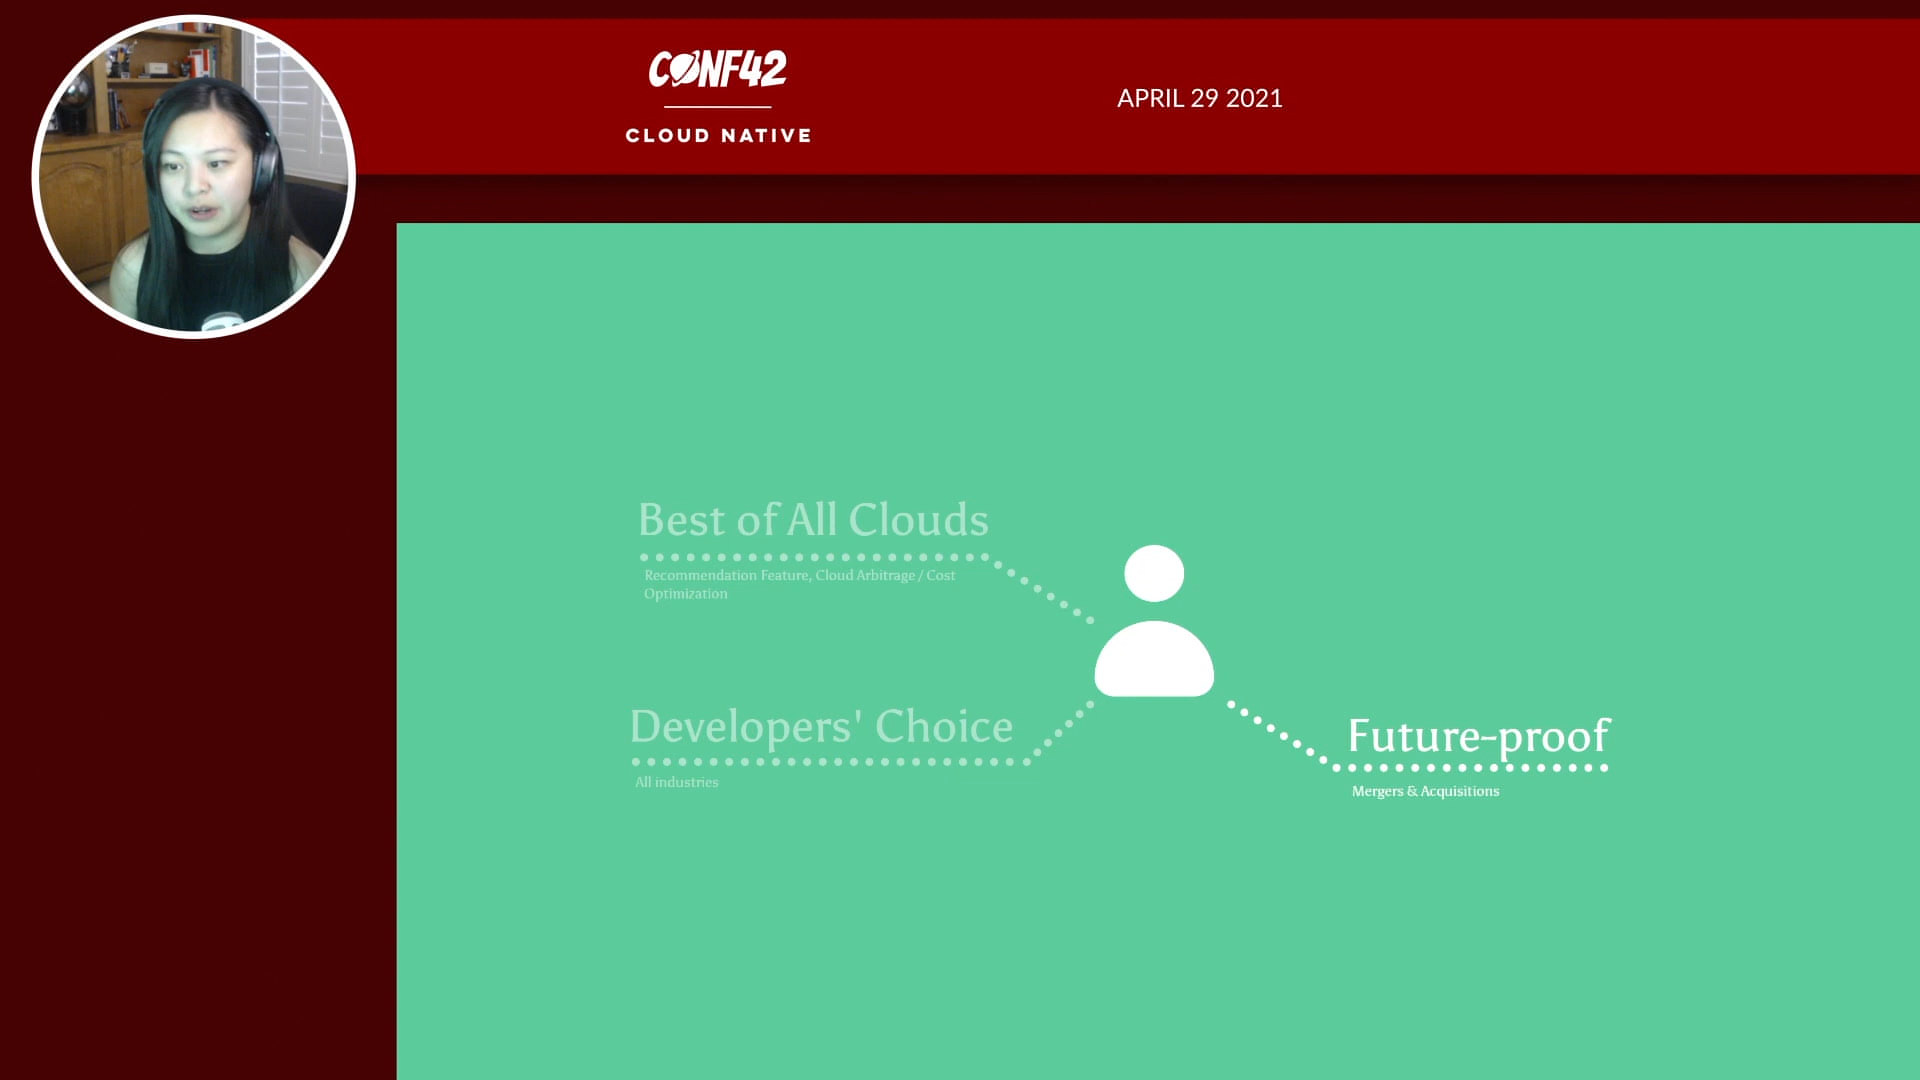 CONF42
CLOUD NATIVE
APRIL 29 2021
Best of All Clouds
Recommendation Feature, Cloud Arbitrage / Cost
Optimization
Developers' Choice
All industries
Future-proof
Mergers & Acquisitions